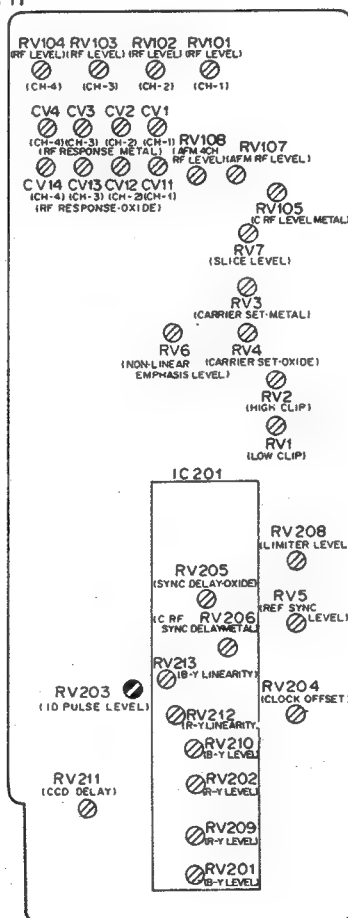 RV104 RV103 RV102 RV101
(RF LEVEL) (RF LEVEL) (RF LEVEL) (RF LEVEL)
(CH-4) (CH-3) (CH-2) (CH-1)
CV4 CV3 CV2 CV1
(CH-4) (CH-3) (CH-2) (CH-1)
(RF RESPONSE METAL)
RV108
(AFM 4CH
RF LEVEL)
RV107
(AFM RF LEVEL)
CV14 CV13 CV12 CV11
(CH-4) (CH-3) (CH-2) (CH-1)
(RF RESPONSE-OXIDE)
RV105
(C RF LEVEL METAL)
RV7
(SLICE LEVEL)
RV3
(CARRIER SET-METAL)
RV6
(NON-LINEAR
EMPHASIS LEVEL)
RV4
(CARRIER SET-OXIDE)
RV2
(HIGH CLIP)
RV1
(LOW CLIP)
IC201
RV208
(LIMITER LEVEL)
RV205
(SYNC DELAY-OXIDE)
RV5
(REF SYNC
LEVEL)
(C RF RV206
SYNC DELAY-METAL)
RV213
(B-Y LINEARITY)
RV203
(ID PULSE LEVEL)
RV204
(CLOCK OFFSET)
RV212
(R-Y LINEARITY
RV210
(B-Y LEVEL)
RV211
(CCD DELAY)
RV202
(R-Y LEVEL)
RV209
(R-Y LEVEL)
RV201
(B-Y LEVEL)